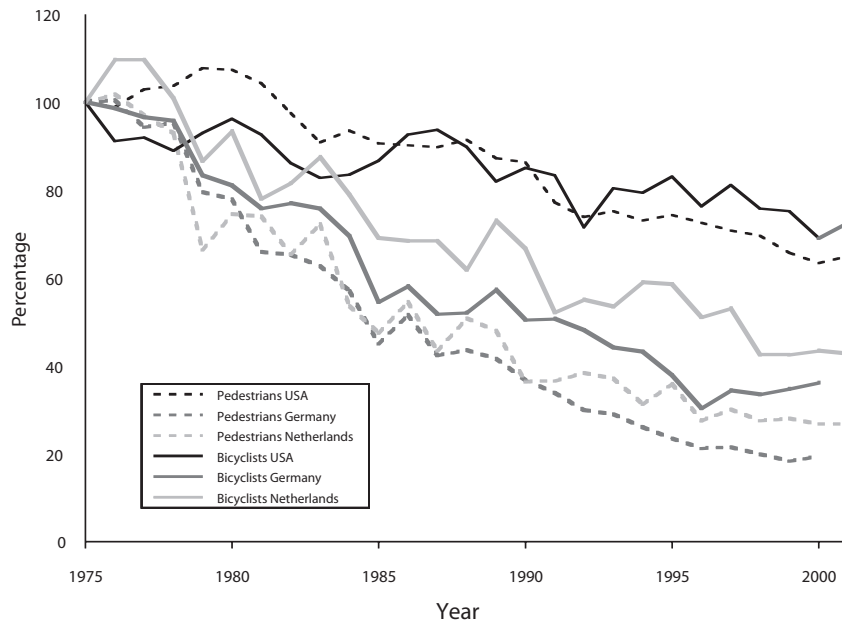 120
100
80
60
40
20
0
Percentage
Pedestrians USA
Pedestrians Germany
Pedestrians Netherlands
Bicyclists USA
Bicyclists Germany
Bicyclists Netherlands
1975 1980 1985 1990 1995 2000
Year